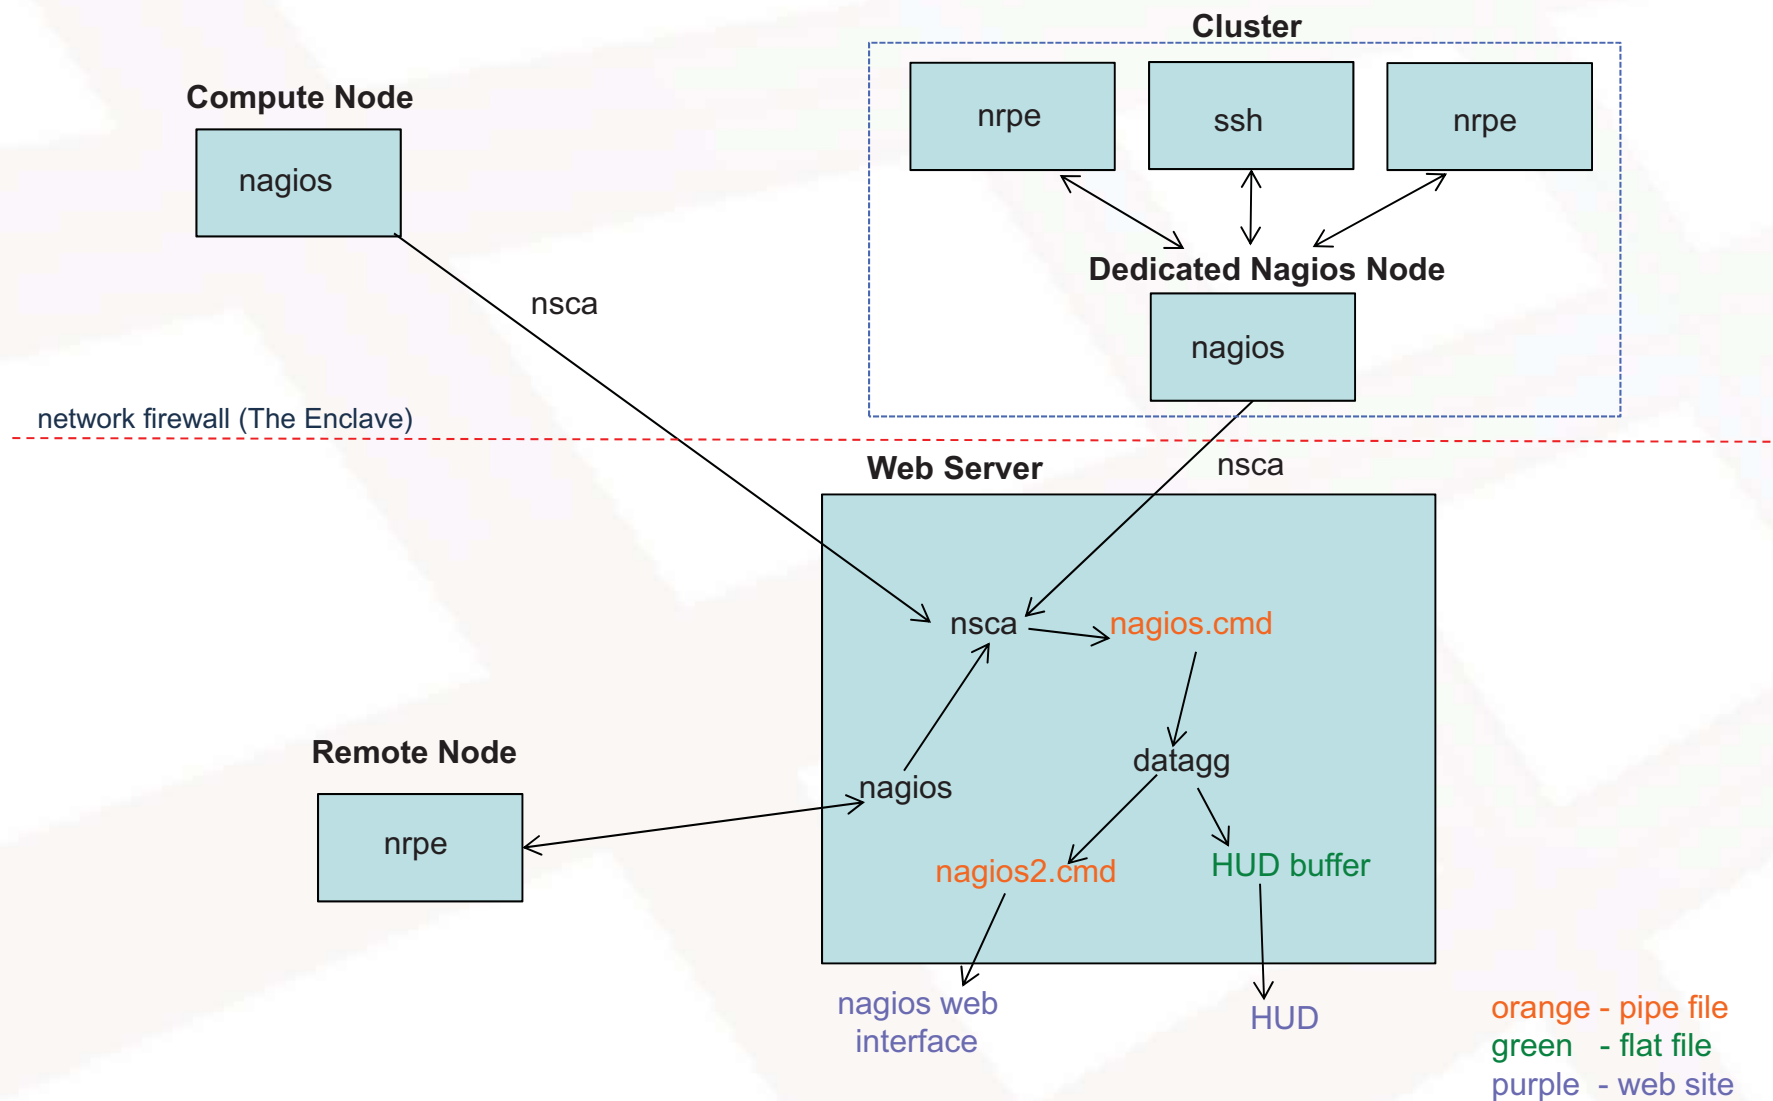 Cluster
Compute Node
nrpe
ssh
nrpe
nagios
Dedicated Nagios Node
nsca
nagios
network firewall (The Enclave)
Web Server
nsca
nsca
nagios.cmd
Remote Node
datagg
nagios
nrpe
nagios2.cmd
HUD buffer
nagios web
interface
HUD
orange - pipe file
green - flat file
purple - web site